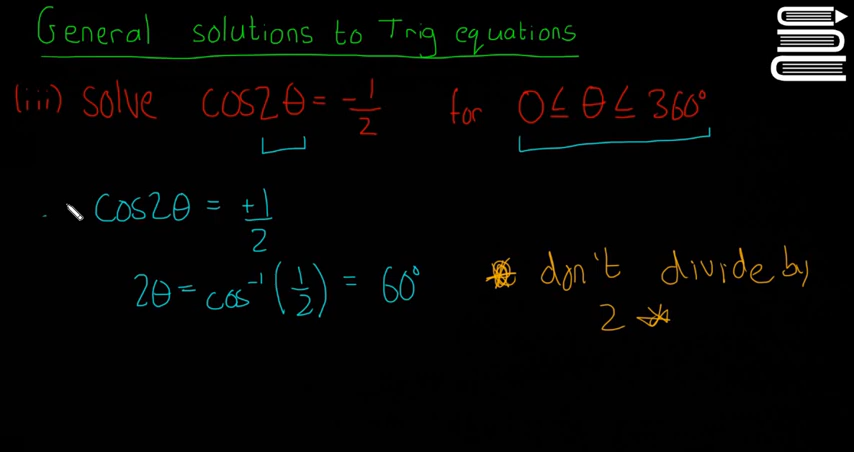 General solutions to Trig equations
(iii) Solve cos2θ = -1/2 for 0 ≤ θ ≤ 360°
cos2θ = +1/2
2θ = cos⁻¹(1/2) = 60°
* don't divide by
2 *